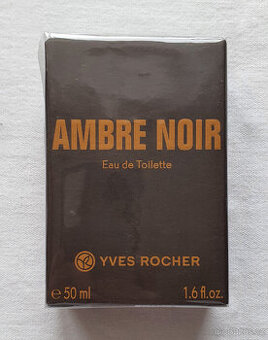 AMBRE NOIR
Eau de Toilette
YVES ROCHER
℮ 50 ml 1.6 fl.oz.